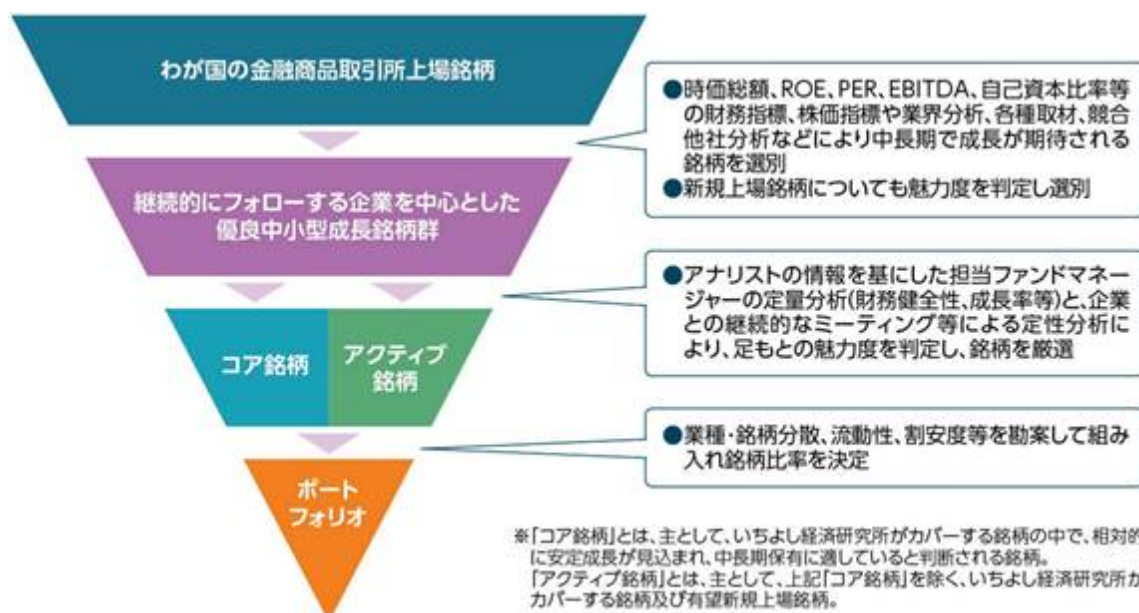 わが国の金融商品取引所上場銘柄
●時価総額、ROE、PER、EBITDA、自己資本比率等
の財務指標、株価指標や業界分析、各種取材、競合
他社分析などにより中長期で成長が期待される
銘柄を選別
●新規上場銘柄についても魅力度を判定し選別
継続的にフォローする企業を中心とした
優良中小型成長銘柄群
●アナリストの情報を基にした担当ファンドマネー
ジャーの定量分析(財務健全性、成長率等)と、企業
との継続的なミーティング等による定性分析
により、足もとの魅力度を判定し、銘柄を厳選
コア銘柄
アクティブ
銘柄
●業種・銘柄分散、流動性、割安度等を勘案して組み
入れ銘柄比率を決定
ポート
フォリオ
※「コア銘柄」とは、主として、いちよし経済研究所がカバーする銘柄の中で、相対的
に安定成長が見込まれ、中長期保有に適していると判断される銘柄。
「アクティブ銘柄」とは、主として、上記「コア銘柄」を除く、いちよし経済研究所が
カバーする銘柄及び有望新規上場銘柄。